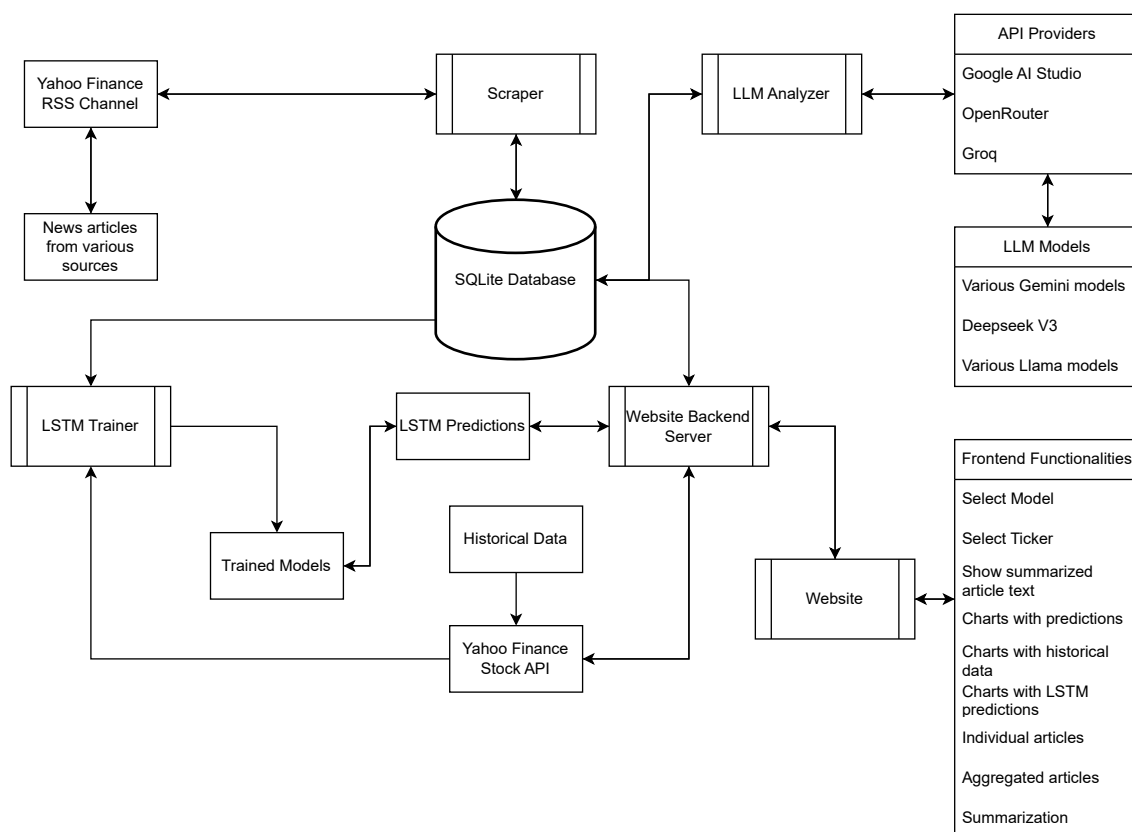 API Providers
Yahoo Finance
RSS Channel
Scraper
LLM Analyzer
Google AI Studio
OpenRouter
Groq
News articles
from various
sources
SQLite Database
LLM Models
Various Gemini models
Deepseek V3
Various Llama models
LSTM Trainer
LSTM Predictions
Website Backend
Server
Frontend Functionalities
Select Model
Select Ticker
Show summarized
article text
Charts with predictions
Charts with historical
data
Charts with LSTM
predictions
Individual articles
Aggregated articles
Summarization
Trained Models
Historical Data
Website
Yahoo Finance
Stock API